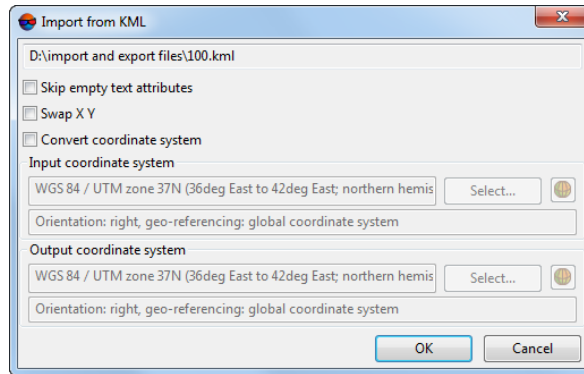 Import from KML
D:\import and export files\100.kml
Skip empty text attributes
Swap X Y
Convert coordinate system
Input coordinate system
WGS 84 / UTM zone 37N (36deg East to 42deg East; northern hemis
Select...
Orientation: right, geo-referencing: global coordinate system
Output coordinate system
WGS 84 / UTM zone 37N (36deg East to 42deg East; northern hemis
Select...
Orientation: right, geo-referencing: global coordinate system
OK Cancel